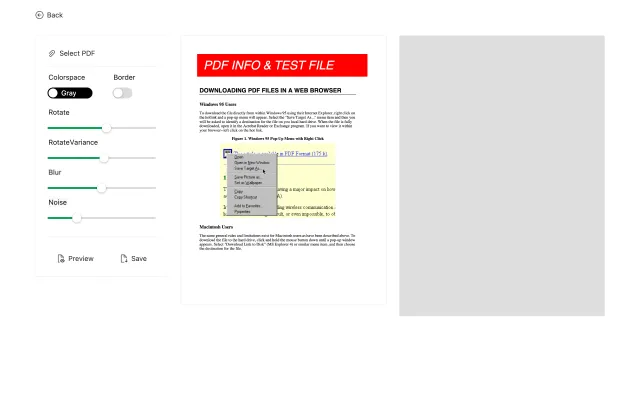 Back
Select PDF
Colorspace
Border
Gray
Rotate
RotateVariance
Blur
Noise
Preview
Save
PDF INFO & TEST FILE
DOWNLOADING PDF FILES IN A WEB BROWSER
Windows 95 Users
To download the file directly from within Windows 95 using their Internet Explorer, right click on
the hotlink and a pop up menu will appear. Select the "Save Target As..." menu item and then you
will be asked to identify a destination for the file on you local hard drive. When the file is fully
downloaded, open it in the Acrobat Reader or Exchange program. If you want to view it within
your browser - left click on the hot link.
Figure 1. Windows 95 Pop Up Menu with Right Click
in PDF Format (175 k)
Open
Open in New Window
Save Target As...
Save Picture as...
Set as Wallpaper
Copy
Copy Shortcut
Add to Favorites...
Properties
ving a major impact on how
A).
ding wireless communication
ult, or even impossible, to of
Macintosh Users
The same general rules and limitations exist for Macintosh users as have been described above. To
download the file to the hard drive, click and hold the mouse button down until a pop-up window
appears. Select "Download Link to Disk" (MS Explorer 4) or similar menu item, and then choose
the destination for the file.